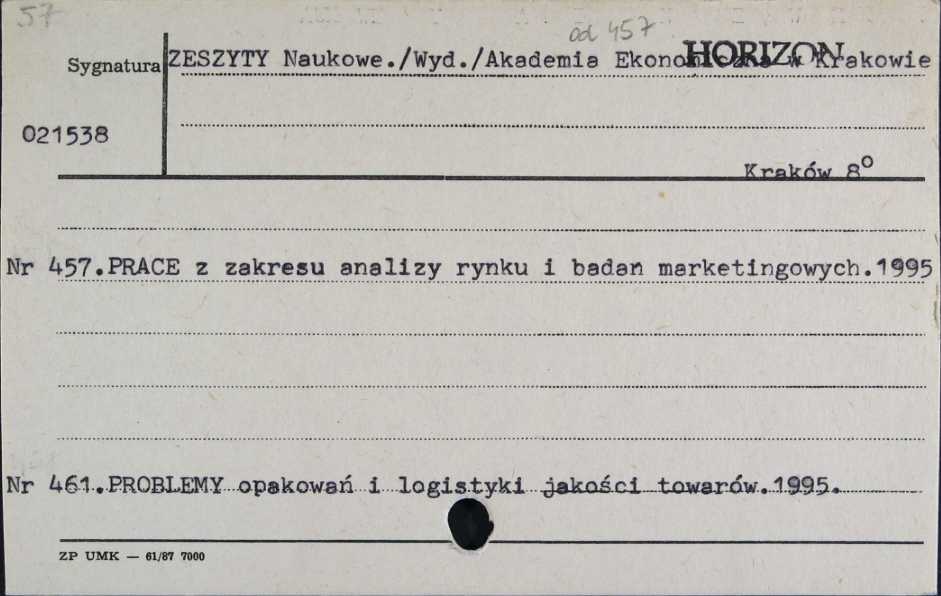 57
od 457
HORIZON
Sygnatura ZESZYTY Naukowe./Wyd./Akademia Ekonomiczna w Krakowie
021538
Kraków 8º
Nr 457.PRACE z zakresu analizy rynku i badan marketingowych.1995
Nr 461.PROBLEMY opakowań i logistyki jakości towarów.1995.
ZP UMK — 61/87 7000